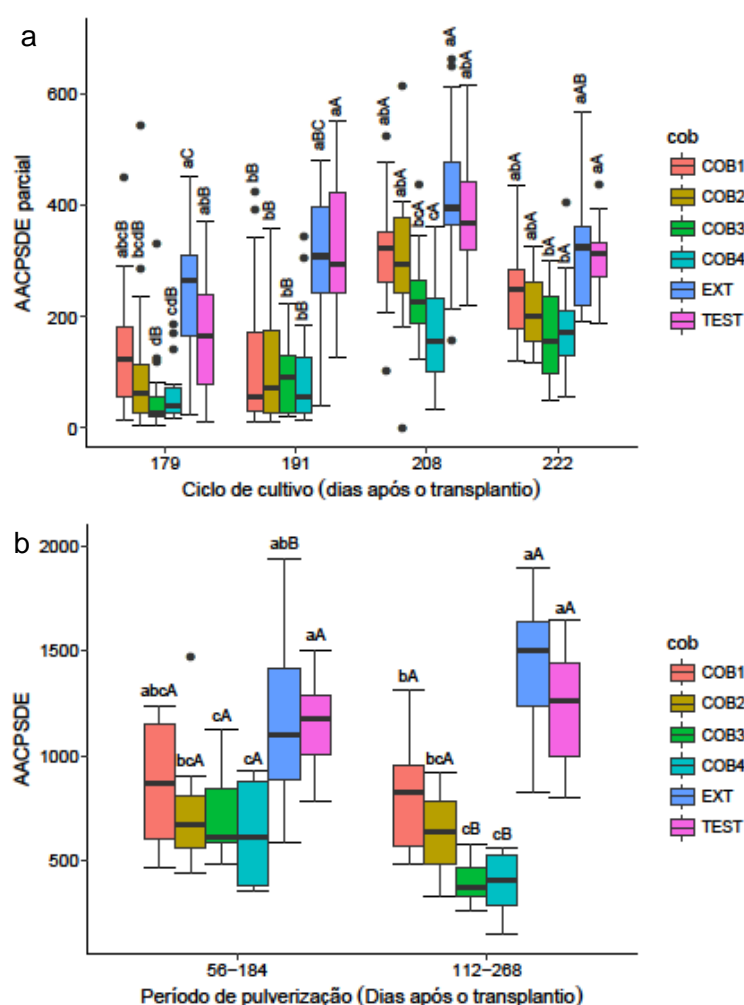 a
AACPSDE parcial
600
400
200
0
abcB
bcdB
dB
cdB
aC
abB
bB
bB
bB
bB
aBC
aA
abA
abA
bcA
cA
aA
abA
abA
abA
bA
bA
aAB
aA
179
191
208
222
Ciclo de cultivo (dias após o transplantio)
cob
COB1
COB2
COB3
COB4
EXT
TEST
b
AACPSDE
2000
1500
1000
500
abcA
bcA
cA
cA
abB
aA
bA
bcA
cB
cB
aA
aA
56–184
112–268
Período de pulverização (Dias após o transplantio)
cob
COB1
COB2
COB3
COB4
EXT
TEST